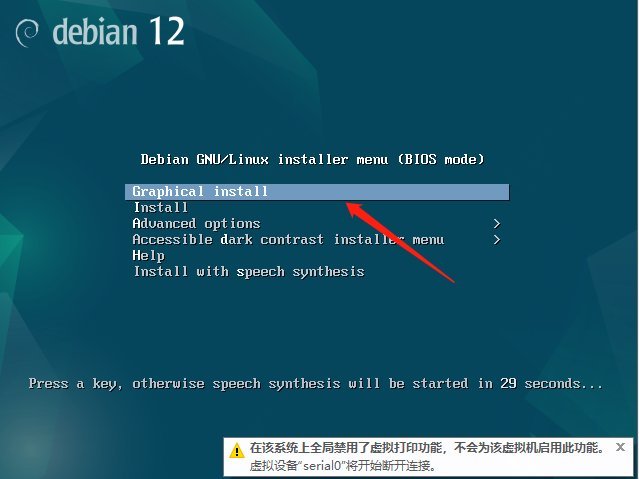 debian 12
Debian GNU/Linux installer menu (BIOS mode)
Graphical install
Install
Advanced options >
Accessible dark contrast installer menu >
Help
Install with speech synthesis
Press a key, otherwise speech synthesis will be started in 29 seconds...
在该系统上全局禁用了虚拟打印功能，不会为该虚拟机启用此功能。
虚拟设备“serial0”将开始断开连接。